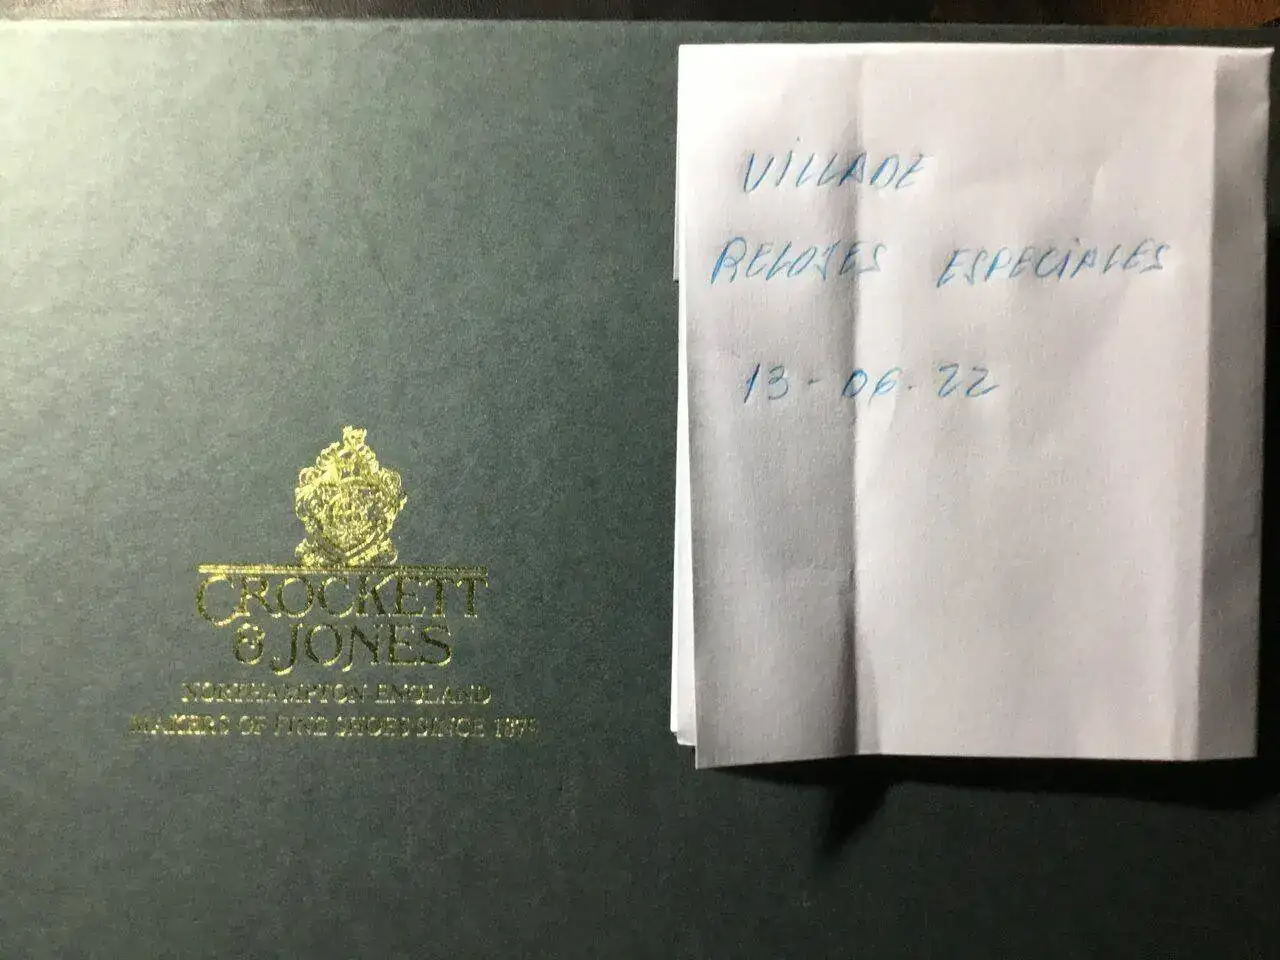 CROCKETT
& JONES
NORTHAMPTON ENGLAND
MAKERS OF FINE SHOES SINCE 1879
VILLADE
RELOJES ESPECIALES
13-06.22